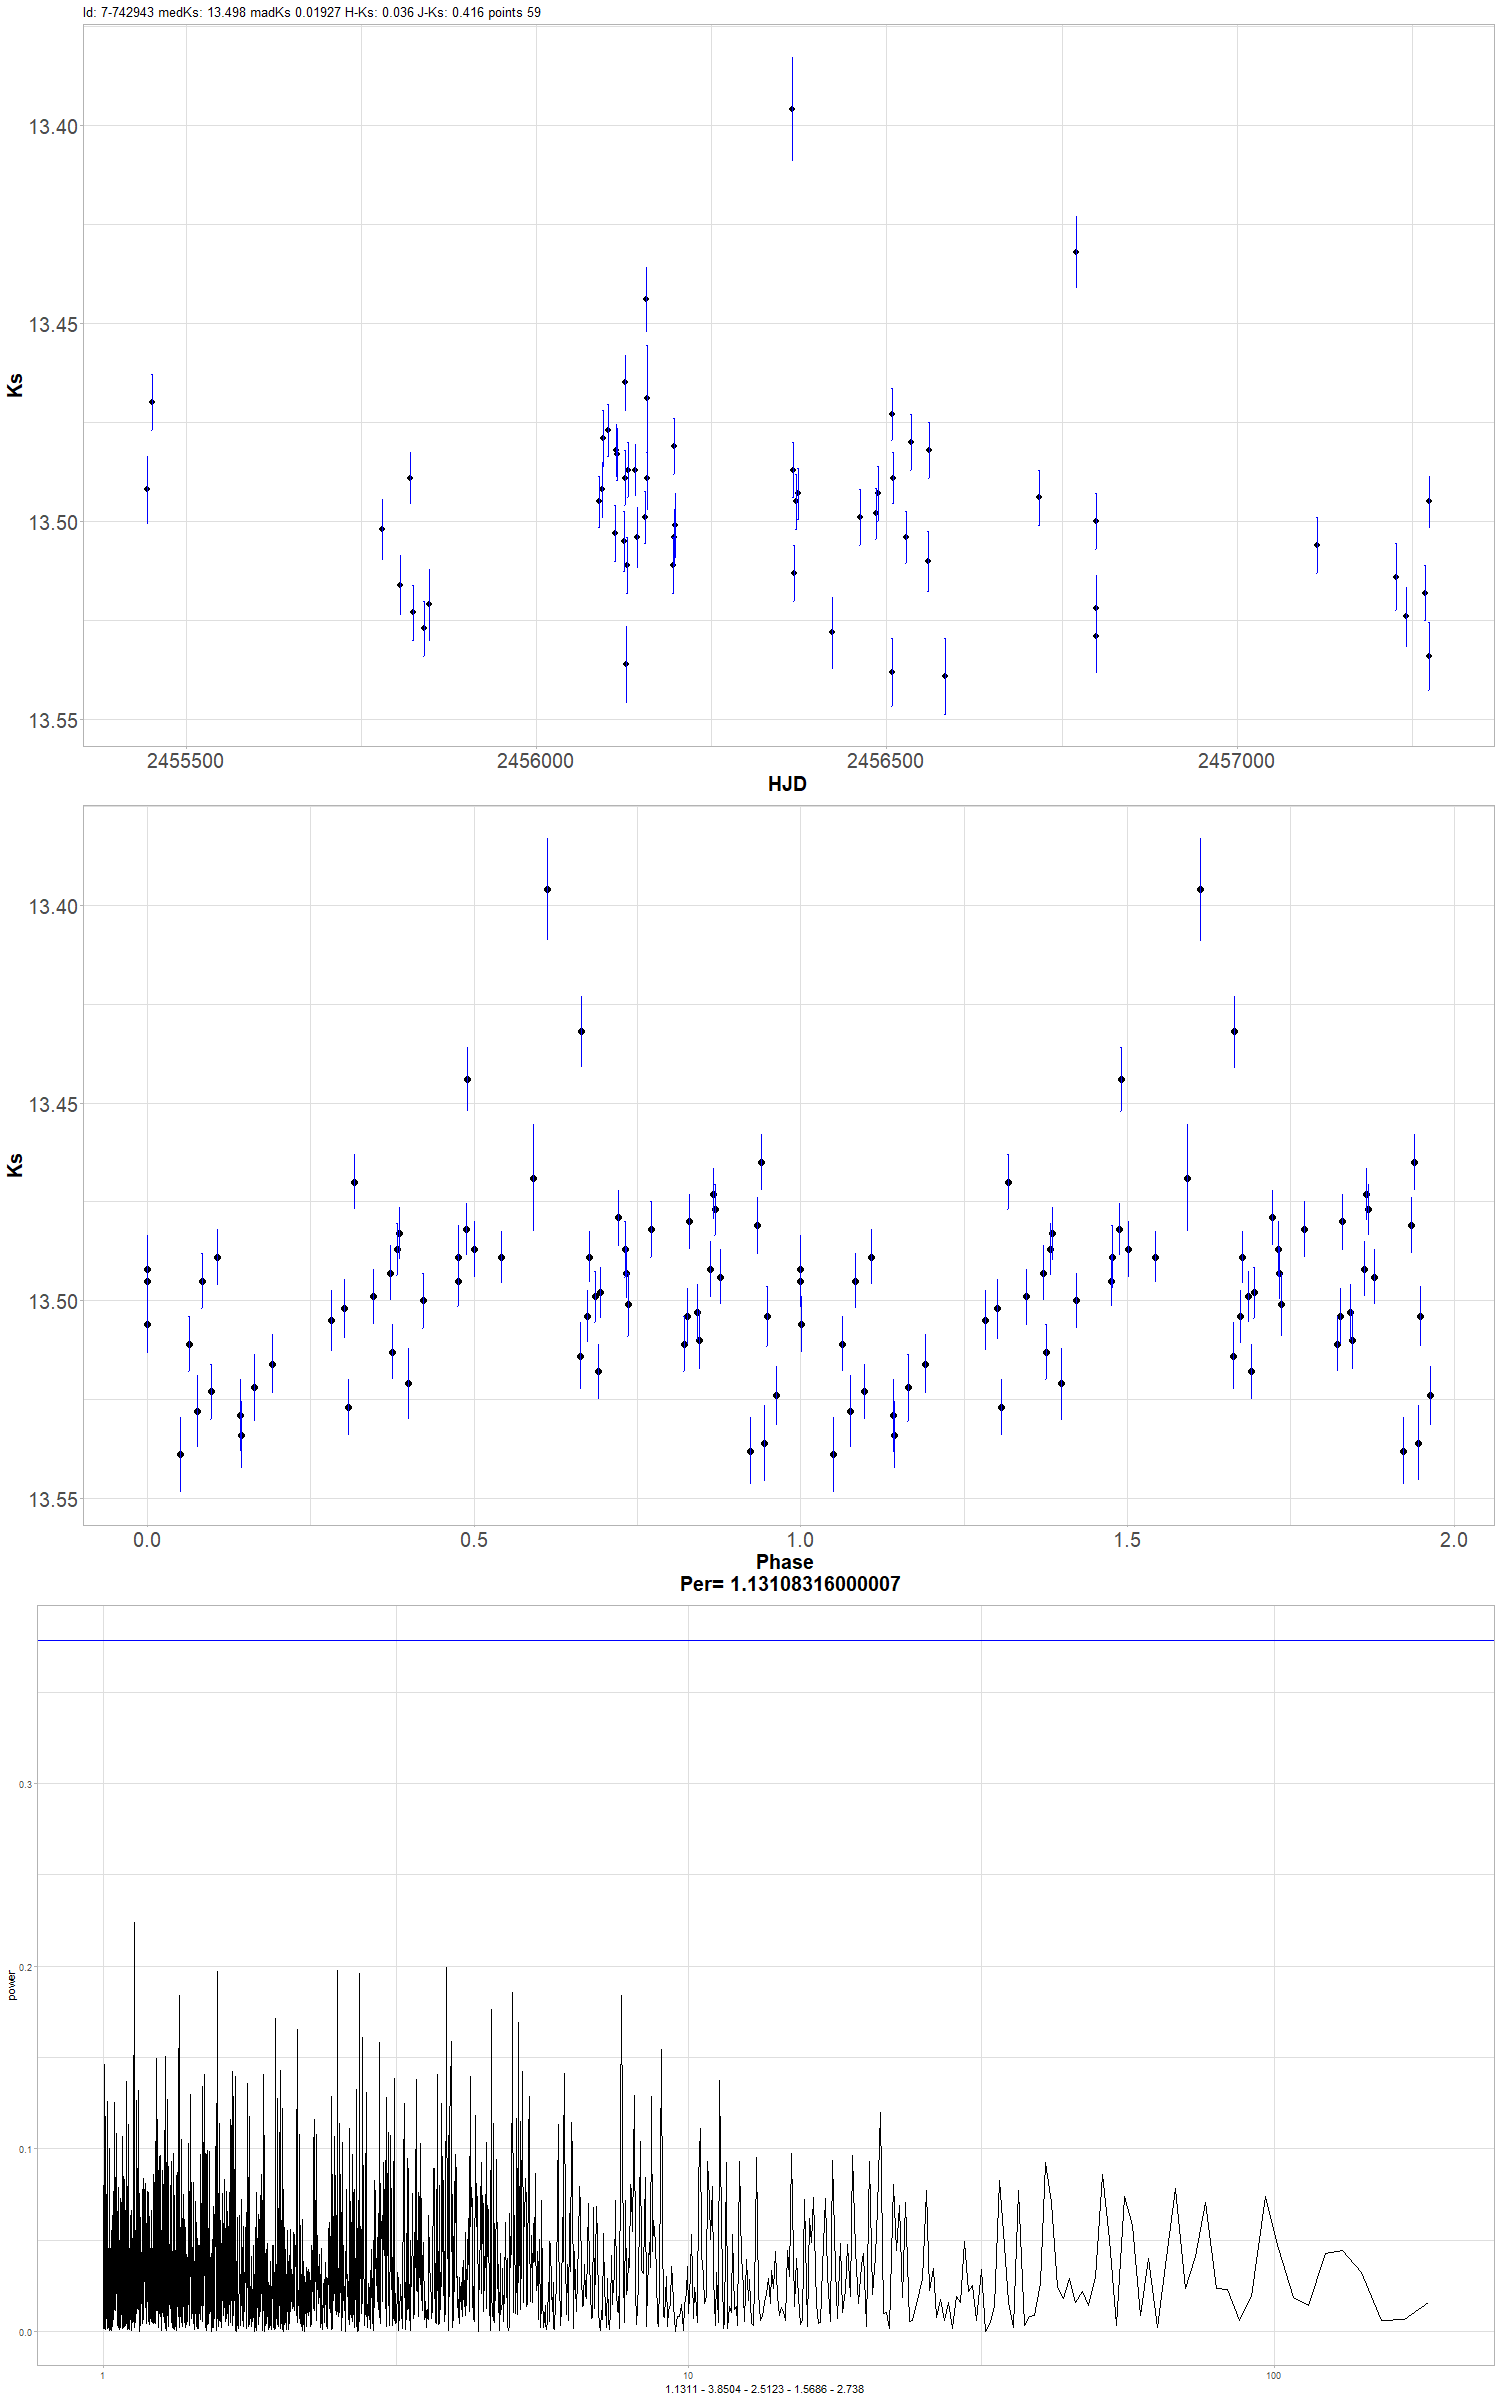 Id: 7-742943 medKs: 13.498 madKs 0.01927 H-Ks: 0.036 J-Ks: 0.416 points 59
13.40
13.45
13.50
13.55
Ks
2455500 2456000 2456500 2457000
HJD
13.40
13.45
13.50
13.55
Ks
0.0 0.5 1.0 1.5 2.0
Phase
Per= 1.13108316000007
0.3
0.2
0.1
0.0
power
1 10 100
1.1311 - 3.8504 - 2.5123 - 1.5686 - 2.738